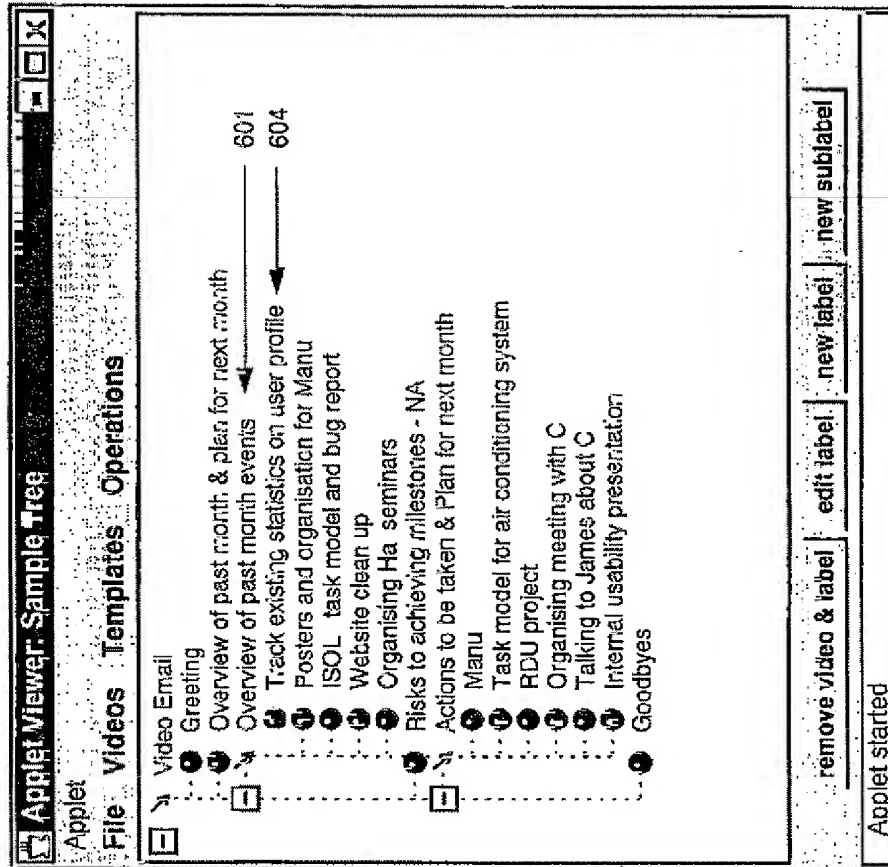 Applet Viewer: Sample Tree
Applet
File Videos Templates Operations
Video Email
Greeting
Overview of past month & plan for next month
Overview of past month events 601
Track existing statistics on user profile 604
Posters and organisation for Manu
ISOL task model and bug report
Website clean up
Organising Ha seminars
Risks to achieving milestones - NA
Actions to be taken & Plan for next month
Manu
Task model for air conditioning system
RDU project
Organising meeting with C
Talking to James about C
Internal usability presentation
Goodbyes
remove video & label edit label new label new sublabel
Applet started